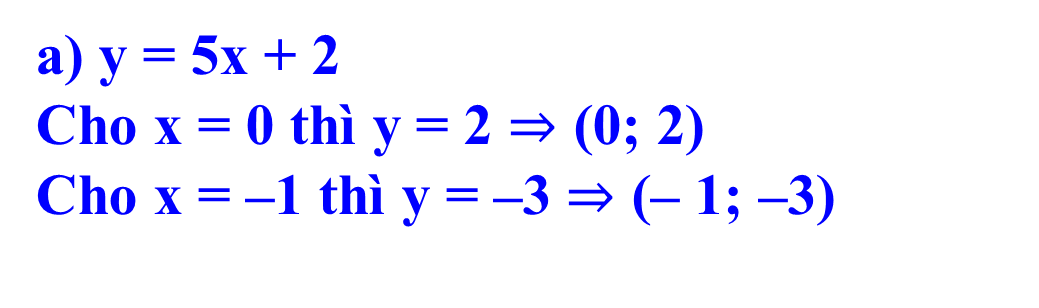 a) y = 5x + 2
Cho x = 0 thì y = 2 ⇒ (0; 2)
Cho x = –1 thì y = –3 ⇒ (– 1; –3)